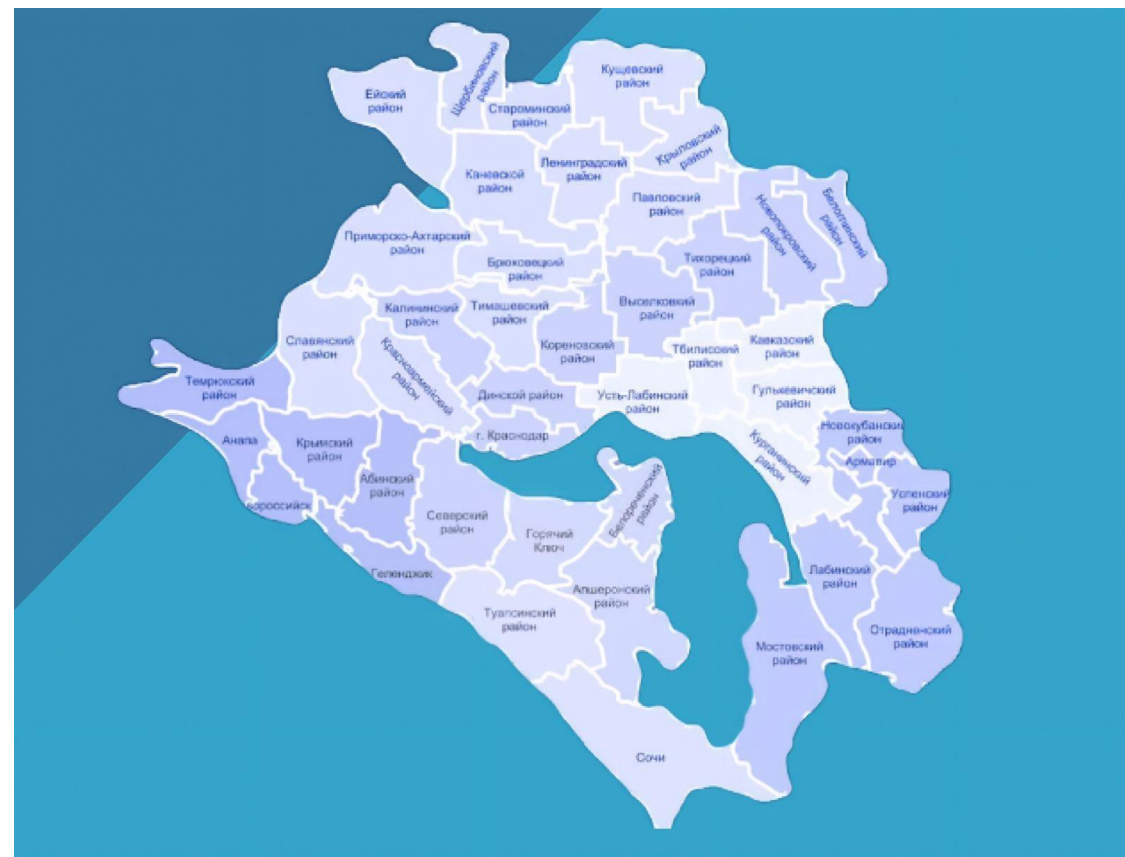 Щербиновский
район
Кущевский
район
Ейский
район
Староминский
район
Крыловский
район
Ленинградский
район
Каневской
район
Павловский
район
Новопокровский
район
Белоглинский
район
Приморско-Ахтарский
район
Брюковецкий
район
Тихорецкий
район
Калининский
район
Тимашевский
район
Выселковкий
район
Славянский
район
Красноармейский
район
Кореновский
район
Тбилисский
район
Кавказский
район
Темрюкский
район
Динской район
Усть-Лабинский
район
Гулькевичский
район
Анапа
Крымский
район
г. Краснодар
Курганинский
район
Новокубански
район
Армавир
Абинский
район
Белореченский
район
Успенский
район
вороссийск
Северский
район
Горячий
Ключ
Геленджик
Лабинский
район
Апшеронский
район
Туапсинский
район
Отрадненский
район
Мостовский
район
Сочи